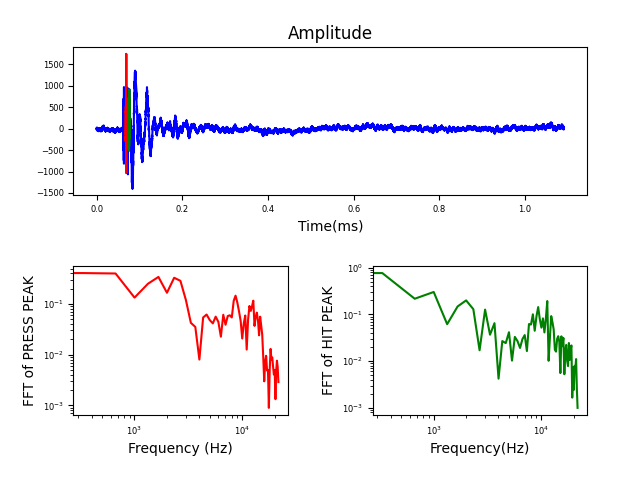 Amplitude
1500
1000
500
0
−500
−1000
−1500
0.0 0.2 0.4 0.6 0.8 1.0
Time(ms)
FFT of PRESS PEAK
10⁻¹
10⁻²
10⁻³
10³ 10⁴
Frequency (Hz)
FFT of HIT PEAK
10⁰
10⁻¹
10⁻²
10⁻³
10³ 10⁴
Frequency(Hz)